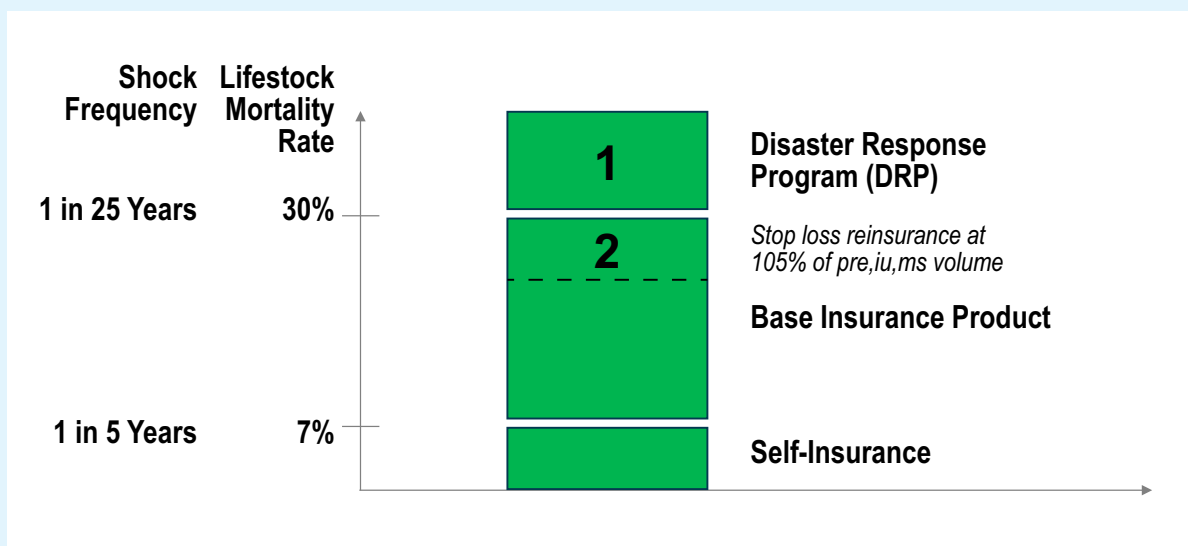 Shock
Frequency
Lifestock
Mortality
Rate
1
Disaster Response
Program (DRP)
1 in 25 Years
30%
2
Stop loss reinsurance at
105% of pre,iu,ms volume
Base Insurance Product
1 in 5 Years
7%
Self-Insurance